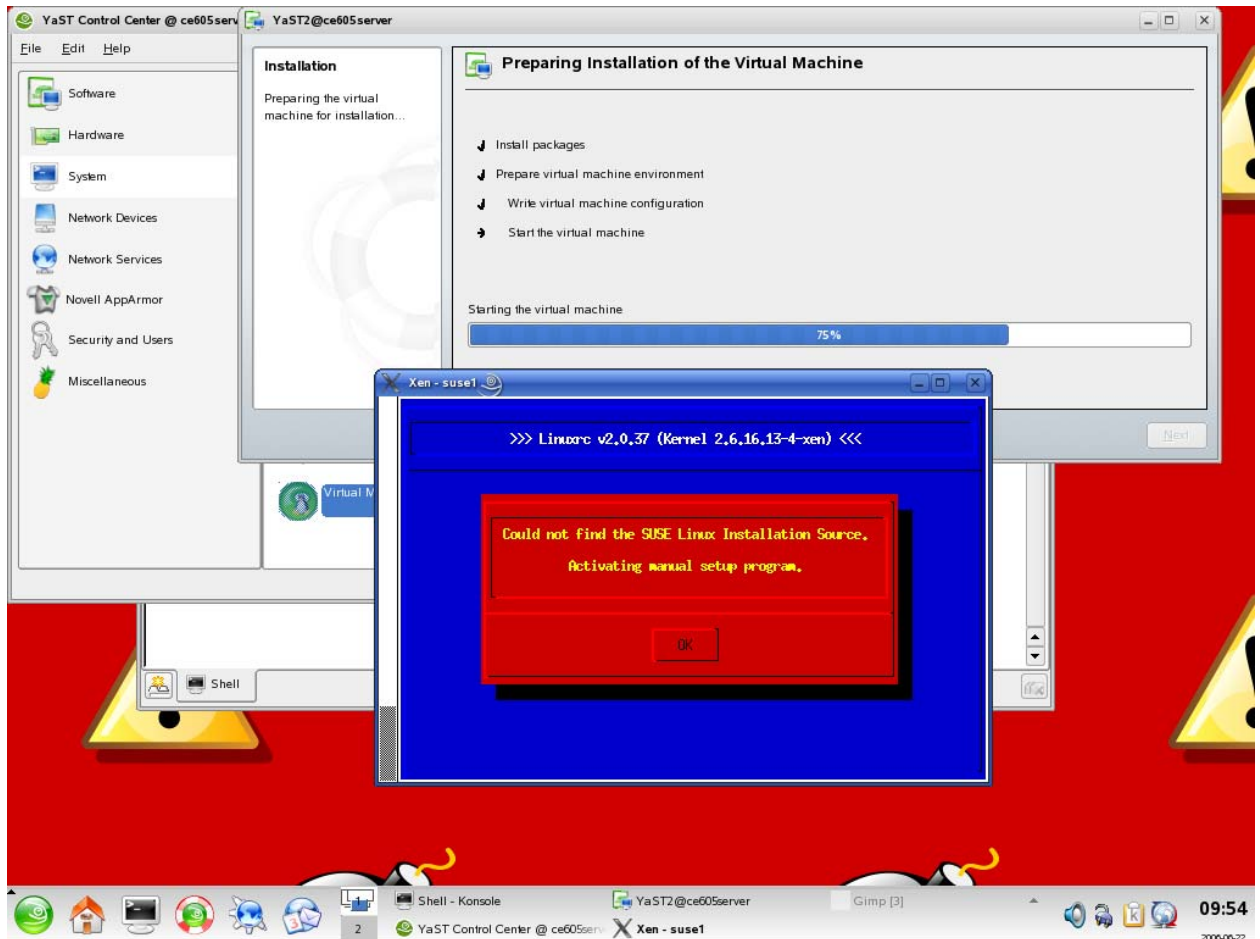 YaST Control Center @ ce605serv
File Edit Help
Software
Hardware
System
Network Devices
Network Services
Novell AppArmor
Security and Users
Miscellaneous
YaST2@ce605server
Installation
Preparing the virtual
machine for installation...
Preparing Installation of the Virtual Machine
Install packages
Prepare virtual machine environment
Write virtual machine configuration
Start the virtual machine
Starting the virtual machine
75%
Next
Virtual M
Xen - suse1
>>> Linuxrc v2.0.37 (Kernel 2.6.16.13-4-xen) <<<
Could not find the SUSE Linux Installation Source.
Activating manual setup program.
OK
Shell
2
Shell - Konsole
YaST2@ce605server
Gimp [3]
YaST Control Center @ ce605serv
Xen - suse1
09:54
2006-06-22